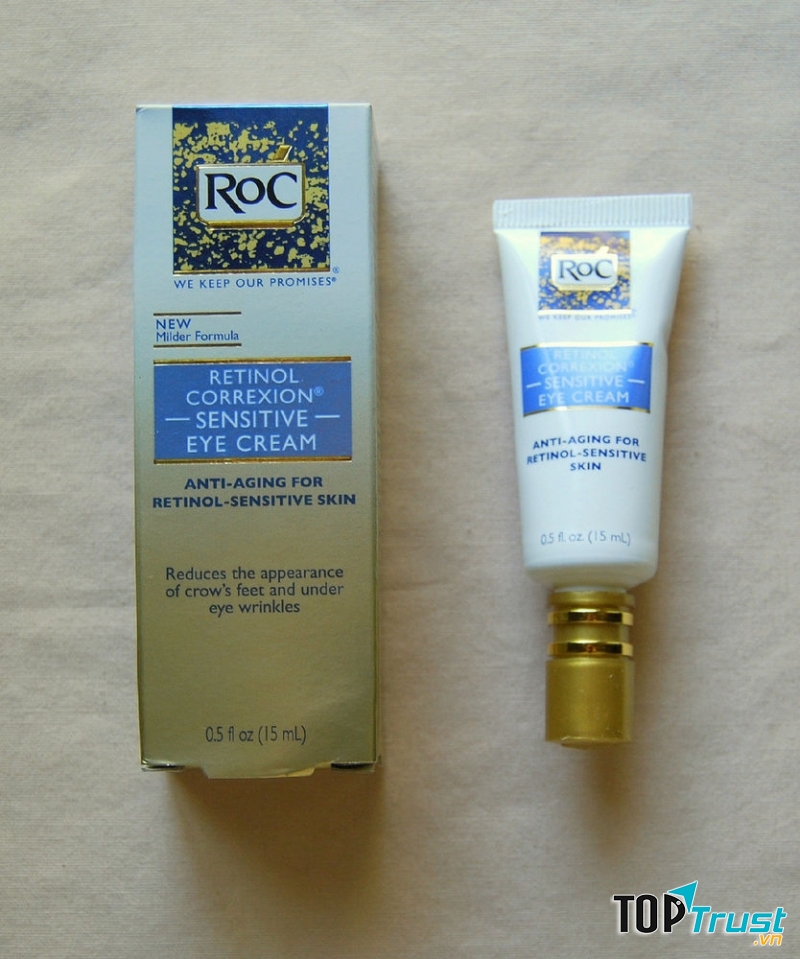 RoC
WE KEEP OUR PROMISES®
NEW
Milder Formula
RETINOL
CORREXION®
— SENSITIVE —
EYE CREAM
ANTI-AGING FOR
RETINOL-SENSITIVE SKIN
Reduces the appearance
of crow's feet and under
eye wrinkles
0.5 fl oz (15 mL)
RoC
WE KEEP OUR PROMISES®
RETINOL
CORREXION®
— SENSITIVE —
EYE CREAM
ANTI-AGING FOR
RETINOL-SENSITIVE
SKIN
0.5 fl. oz. (15 mL)
TOPTrust
.vn